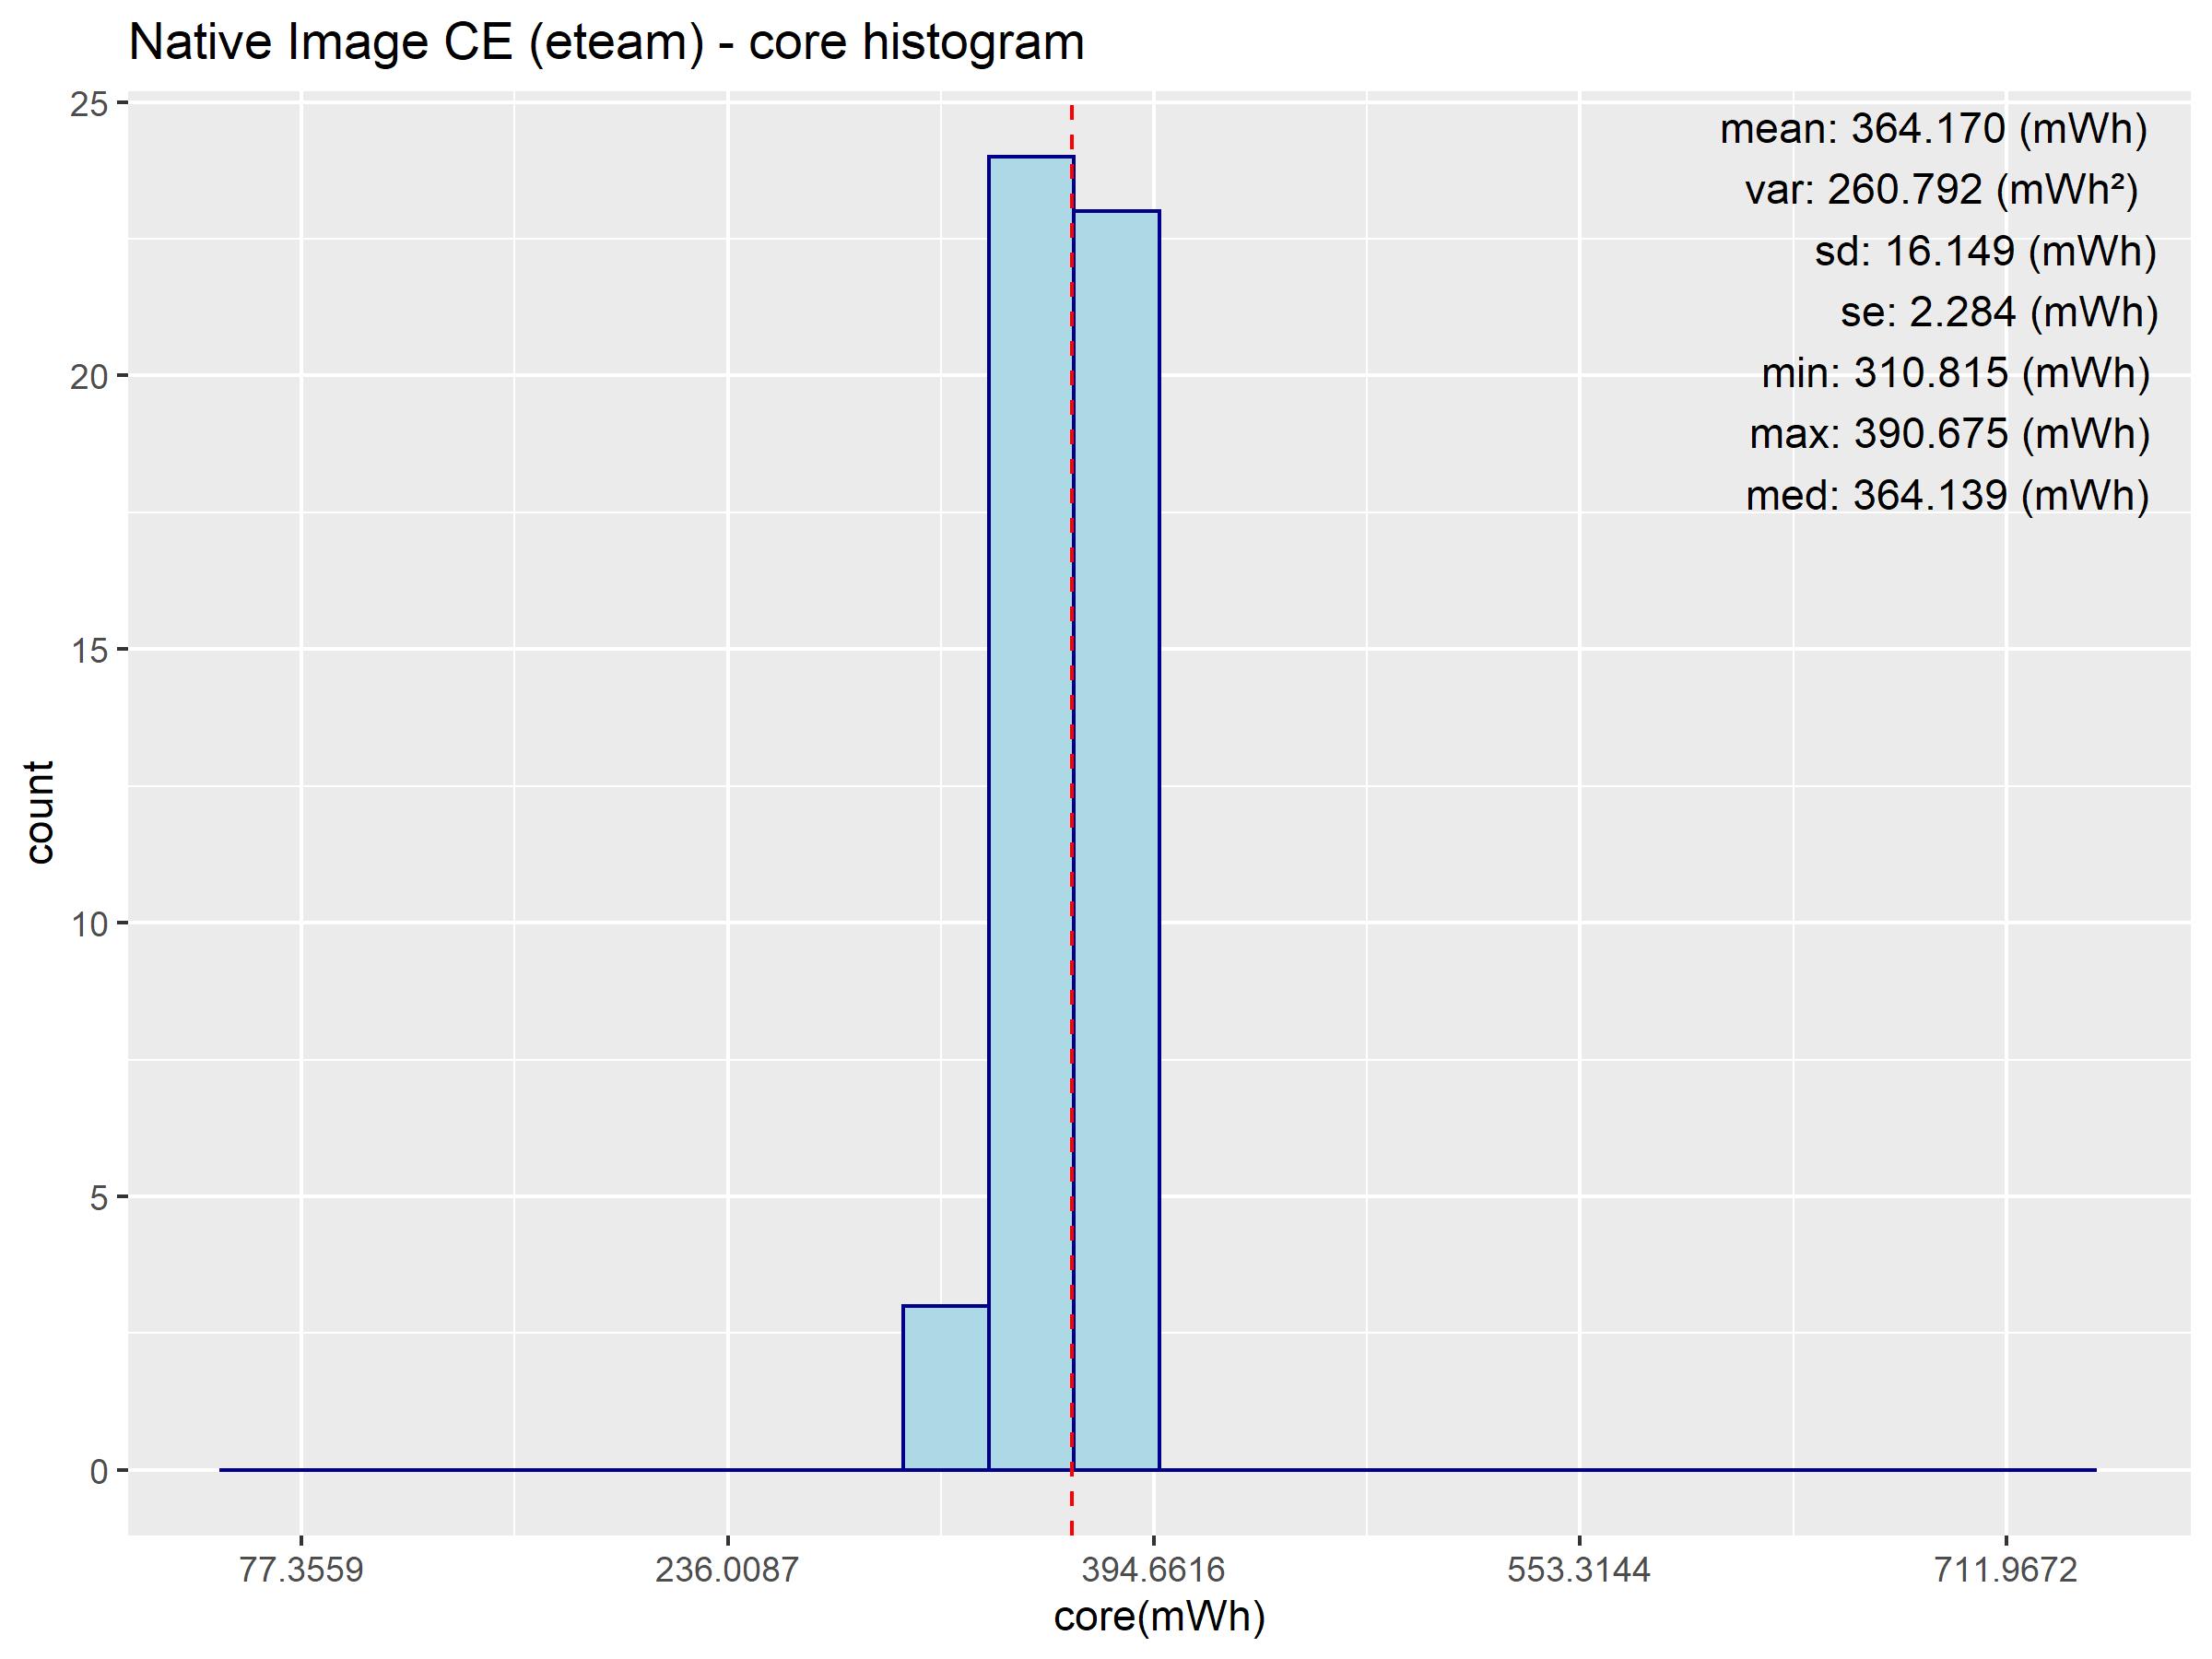 Native Image CE (eteam) - core histogram
mean: 364.170 (mWh)
var: 260.792 (mWh²)
sd: 16.149 (mWh)
se: 2.284 (mWh)
min: 310.815 (mWh)
max: 390.675 (mWh)
med: 364.139 (mWh)
25
20
15
10
5
0
count
77.3559
236.0087
394.6616
553.3144
711.9672
core(mWh)